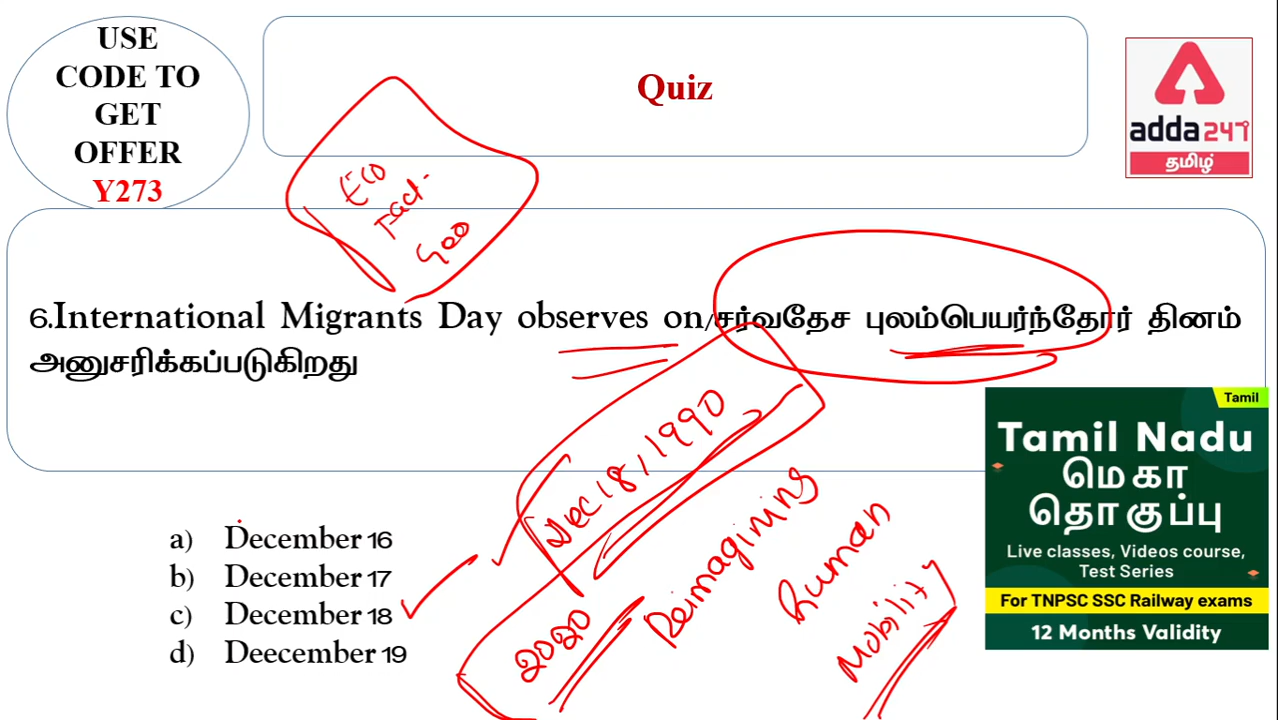 USE
CODE TO
GET
OFFER
Y273
Quiz
adda247
தமிழ்
Eco
Fact
Geo
6.International Migrants Day observes on/சர்வதேச புலம்பெயர்ந்தோர் தினம்
அனுசரிக்கப்படுகிறது
Dec 18, 1990
a) December 16
b) December 17
c) December 18
d) Deecember 19
2020
Reimagining
human
mobility
Tamil
Tamil Nadu
மெகா
தொகுப்பு
Live classes, Videos course,
Test Series
For TNPSC SSC Railway exams
12 Months Validity